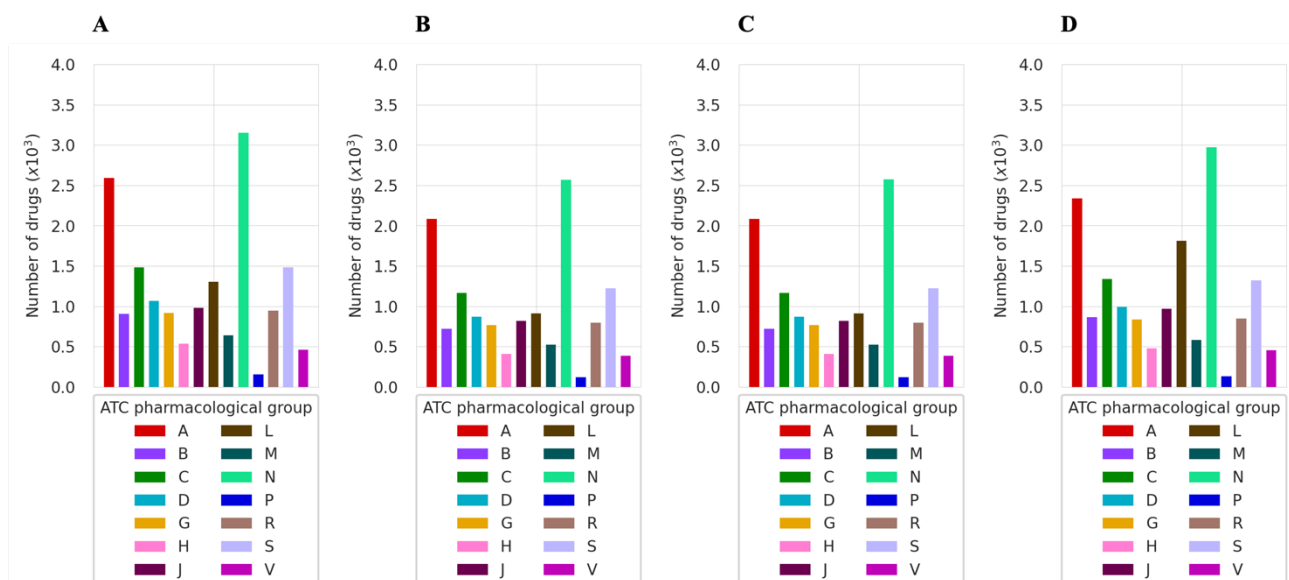 A
Number of drugs (x10³)
4.0
3.5
3.0
2.5
2.0
1.5
1.0
0.5
0.0
ATC pharmacological group
A L
B M
C N
D P
G R
H S
J V
B
Number of drugs (x10³)
4.0
3.5
3.0
2.5
2.0
1.5
1.0
0.5
0.0
ATC pharmacological group
A L
B M
C N
D P
G R
H S
J V
C
Number of drugs (x10³)
4.0
3.5
3.0
2.5
2.0
1.5
1.0
0.5
0.0
ATC pharmacological group
A L
B M
C N
D P
G R
H S
J V
D
Number of drugs (x10³)
4.0
3.5
3.0
2.5
2.0
1.5
1.0
0.5
0.0
ATC pharmacological group
A L
B M
C N
D P
G R
H S
J V